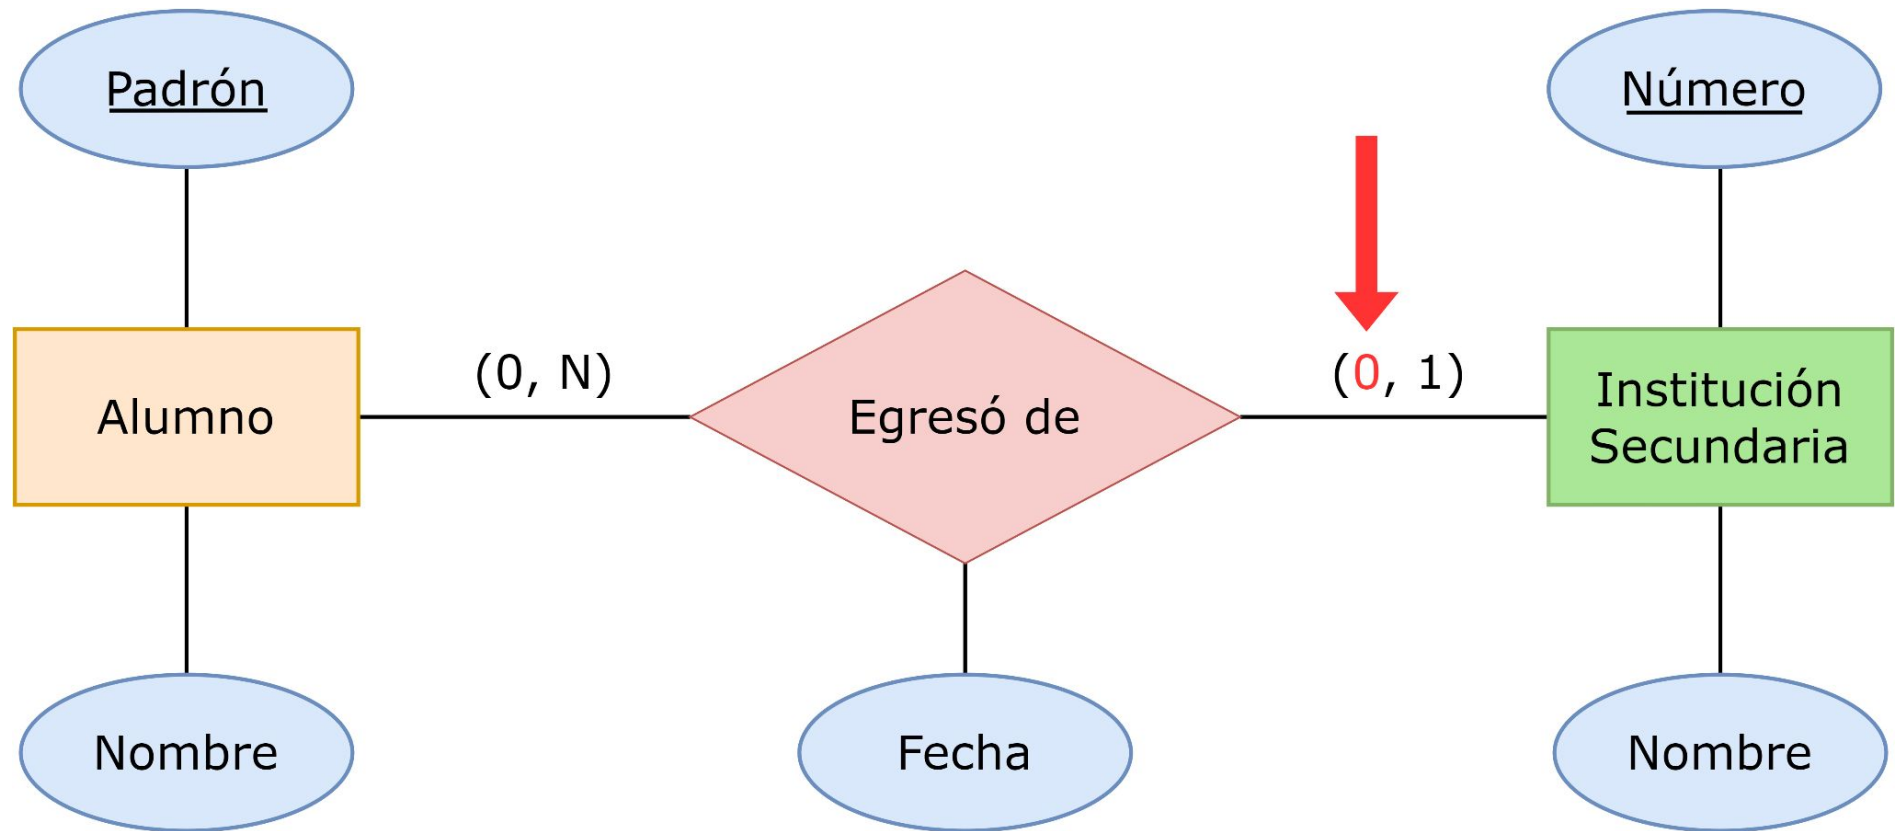 Padrón
Número
(0, N)
(0, 1)
Alumno
Egresó de
Institución
Secundaria
Nombre
Fecha
Nombre